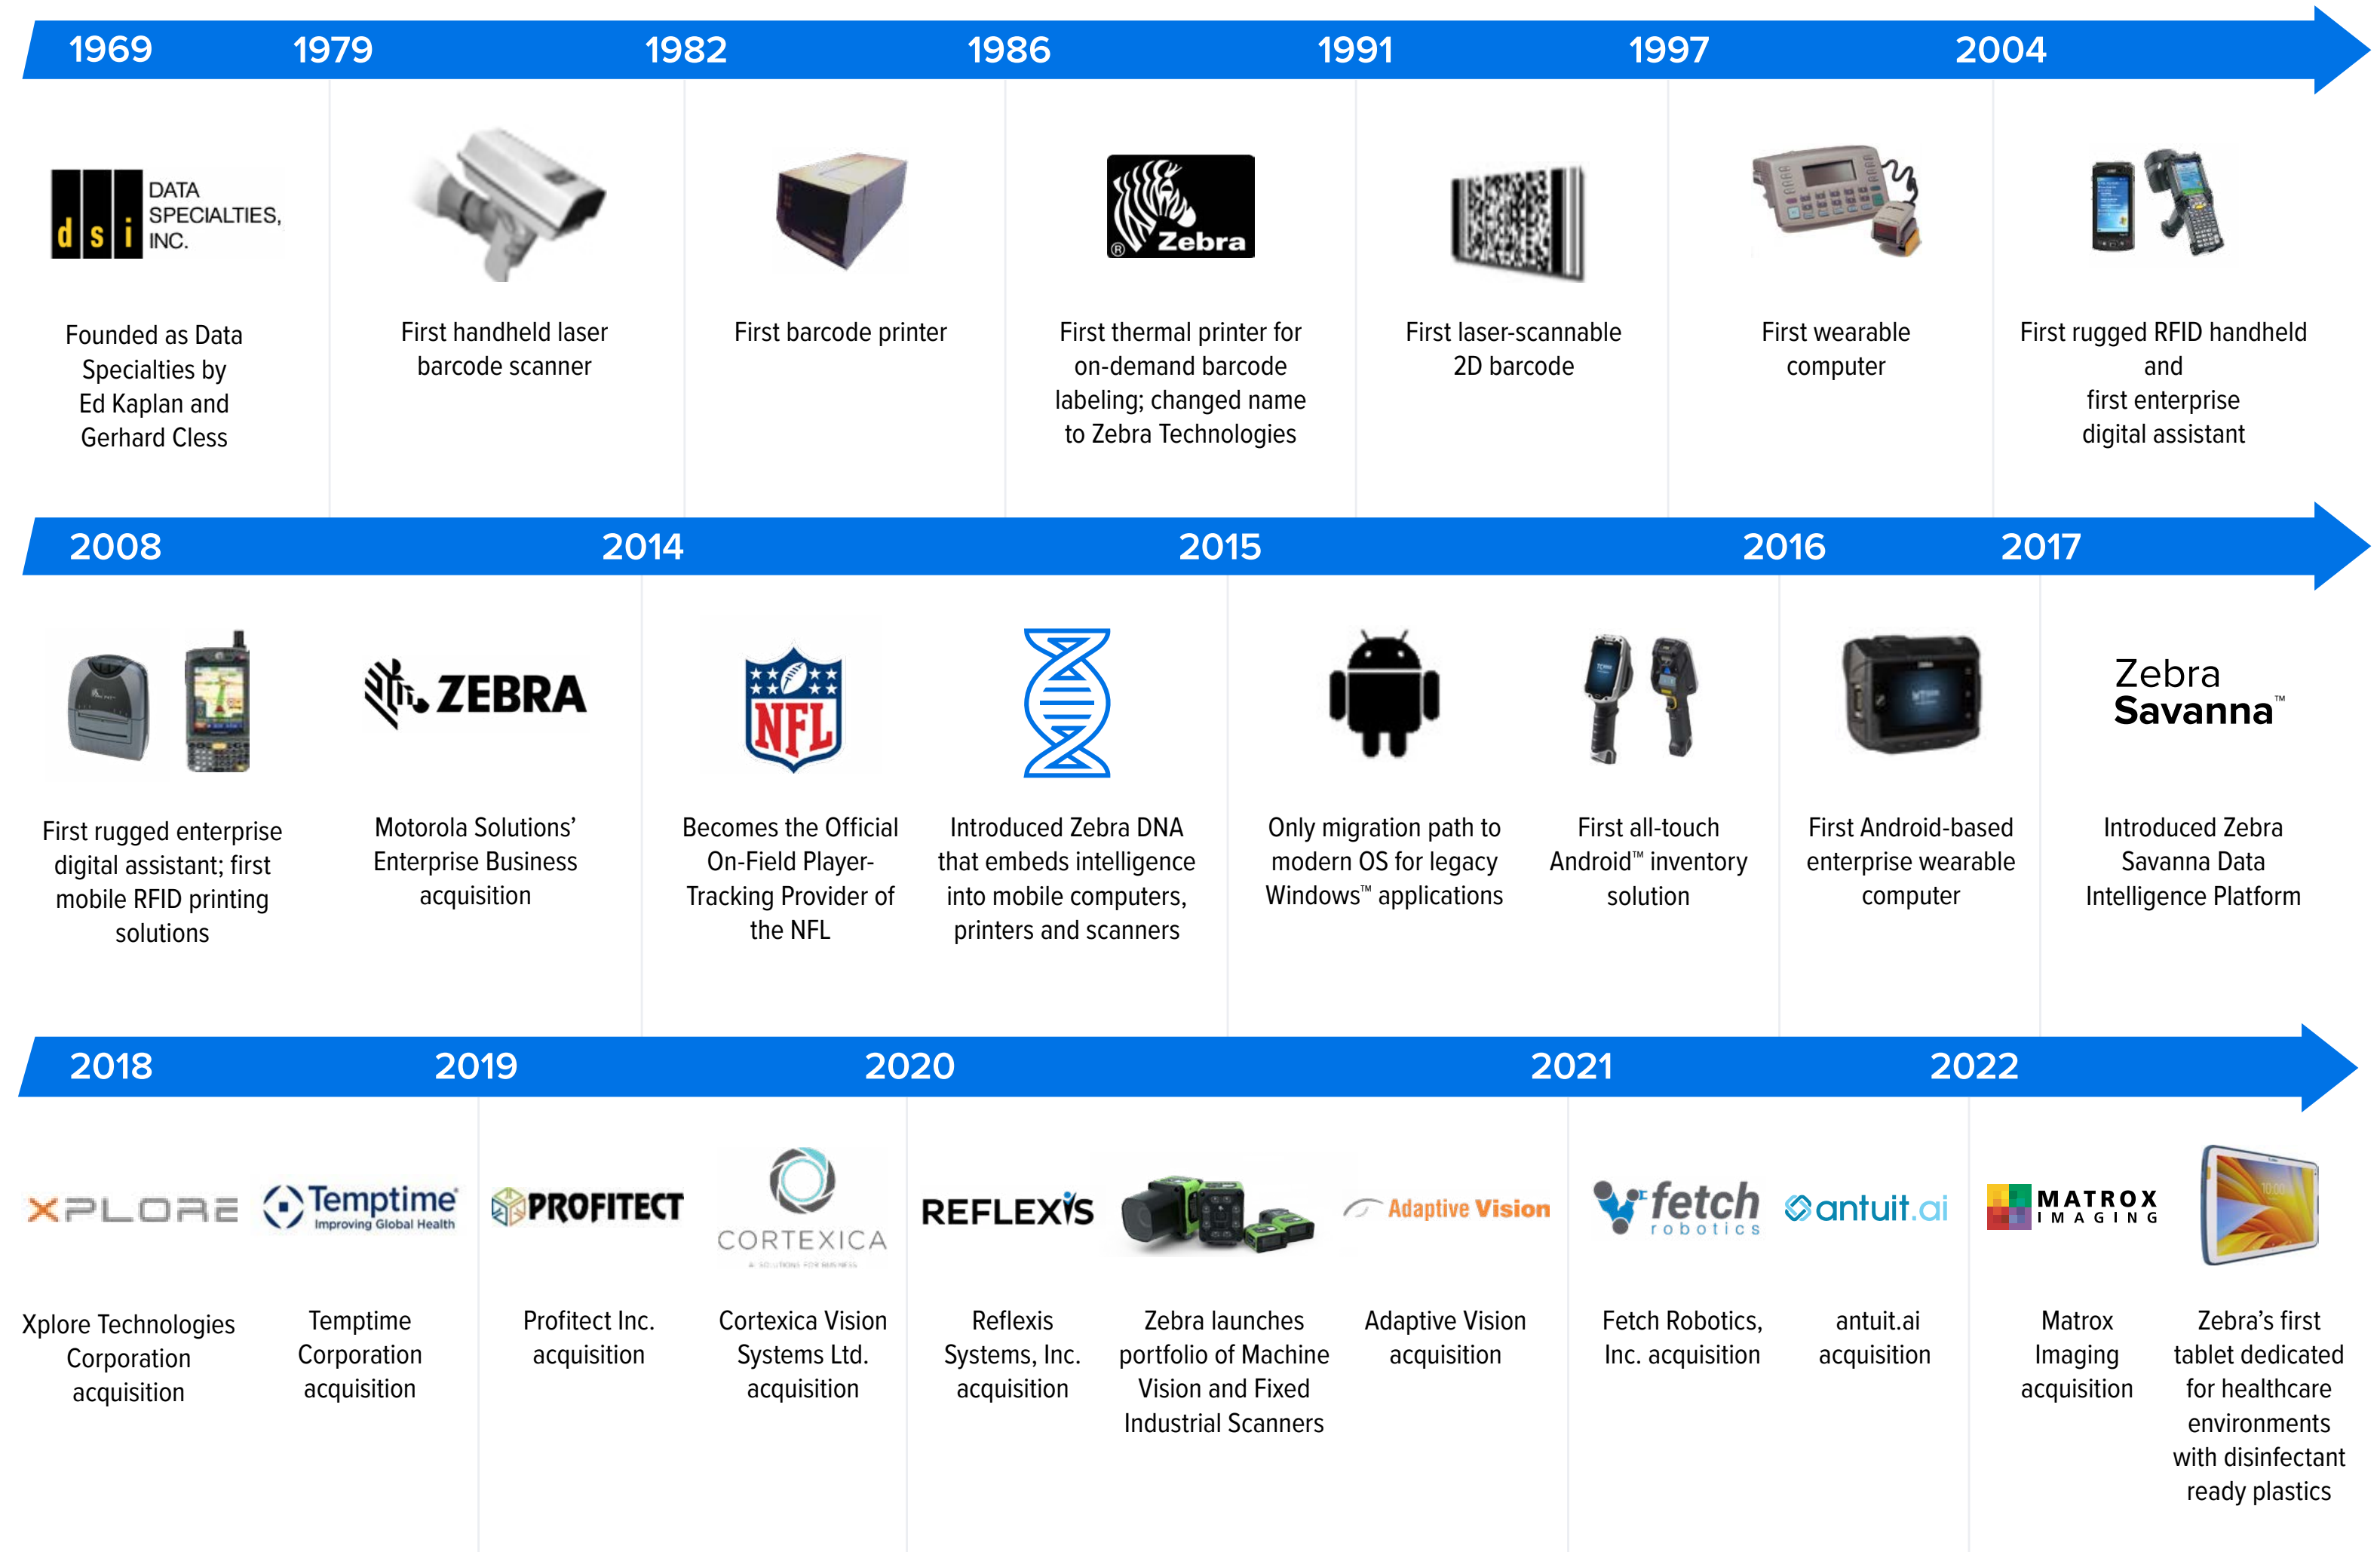 1969 1979 1982 1986 1991 1997 2004
dsi
DATA
SPECIALTIES,
INC.
Zebra
®
Founded as Data
Specialties by
Ed Kaplan and
Gerhard Cless
First handheld laser
barcode scanner
First barcode printer
First thermal printer for
on-demand barcode
labeling; changed name
to Zebra Technologies
First laser-scannable
2D barcode
First wearable
computer
First rugged RFID handheld
and
first enterprise
digital assistant
2008 2014 2015 2016 2017
ZEBRA
NFL
Zebra
Savanna™
First rugged enterprise
digital assistant; first
mobile RFID printing
solutions
Motorola Solutions’
Enterprise Business
acquisition
Becomes the Official
On-Field Player-
Tracking Provider of
the NFL
Introduced Zebra DNA
that embeds intelligence
into mobile computers,
printers and scanners
Only migration path to
modern OS for legacy
Windows™ applications
First all-touch
Android™ inventory
solution
First Android-based
enterprise wearable
computer
Introduced Zebra
Savanna Data
Intelligence Platform
2018 2019 2020 2021 2022
XPLORE
Temptime®
Improving Global Health
PROFITECT
CORTEXICA
AI SOLUTIONS FOR BUSINESS
REFLEXIS
Adaptive Vision
fetch
robotics
antuit.ai
MATROX
IMAGING
Xplore Technologies
Corporation
acquisition
Temptime
Corporation
acquisition
Profitect Inc.
acquisition
Cortexica Vision
Systems Ltd.
acquisition
Reflexis
Systems, Inc.
acquisition
Zebra launches
portfolio of Machine
Vision and Fixed
Industrial Scanners
Adaptive Vision
acquisition
Fetch Robotics,
Inc. acquisition
antuit.ai
acquisition
Matrox
Imaging
acquisition
Zebra’s first
tablet dedicated
for healthcare
environments
with disinfectant
ready plastics